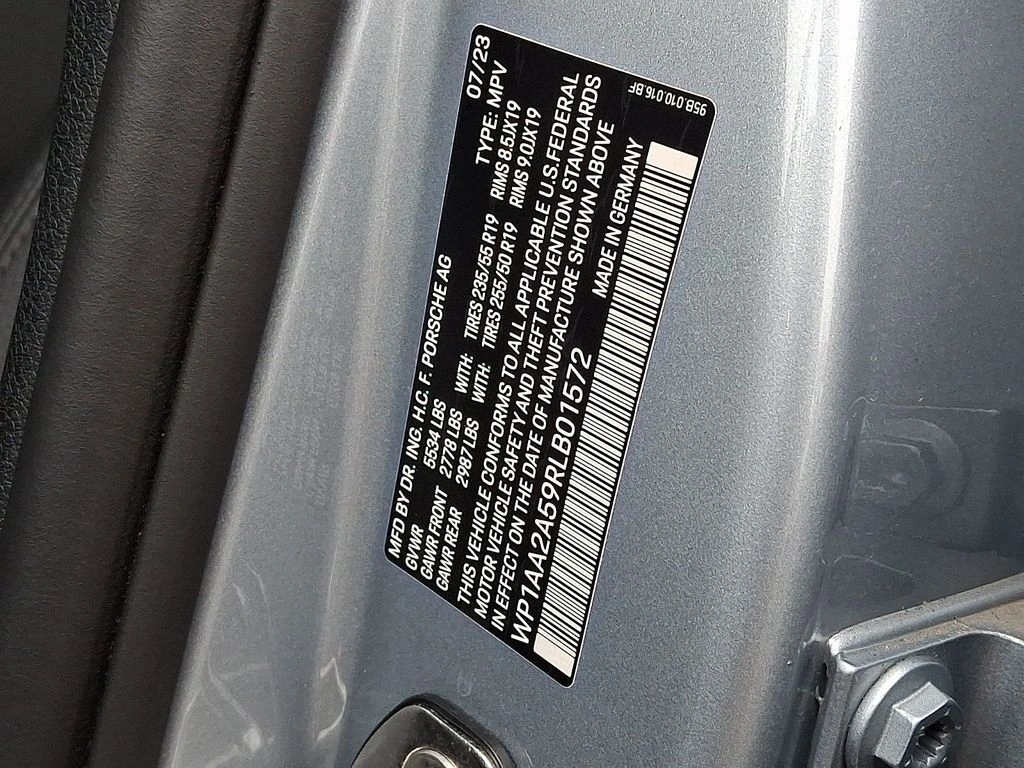 MFD BY DR. ING. H.C. F. PORSCHE AG 07/23
GVWR 5534 LBS TYPE: MPV
GAWR FRONT 2778 LBS WITH: TIRES 235/55 R19 RIMS 8.5JX19
GAWR REAR 2987 LBS WITH: TIRES 255/50 R19 RIMS 9.0JX19
THIS VEHICLE CONFORMS TO ALL APPLICABLE U.S.FEDERAL
MOTOR VEHICLE SAFETY AND THEFT PREVENTION STANDARDS
IN EFFECT ON THE DATE OF MANUFACTURE SHOWN ABOVE
WP1AA2A59RLB01572 MADE IN GERMANY
95B.010.016.BF